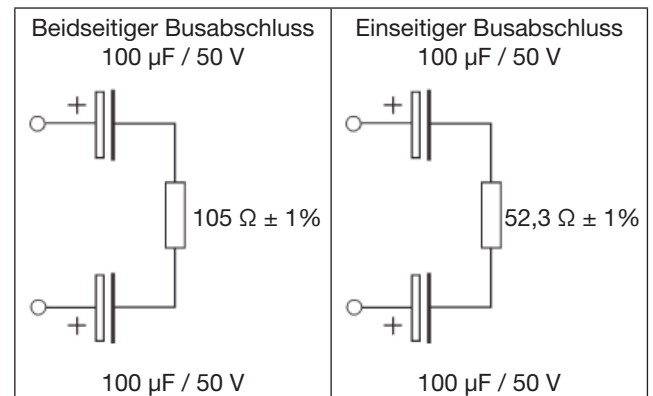 Beidseitiger Busabschluss
100 µF / 50 V
+
105 Ω ± 1%
+
100 µF / 50 V
Einseitiger Busabschluss
100 µF / 50 V
+
52,3 Ω ± 1%
+
100 µF / 50 V